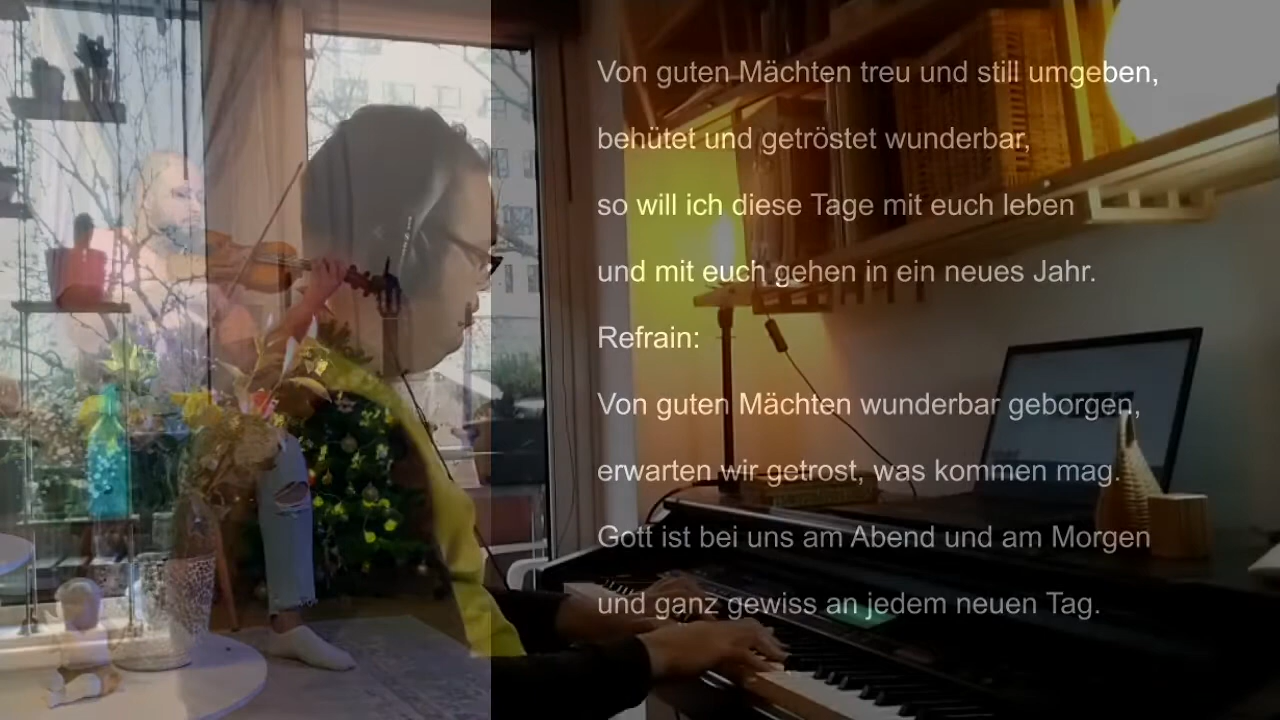 Von guten Mächten treu und still umgeben,
behütet und getröstet wunderbar,
so will ich diese Tage mit euch leben
und mit euch gehen in ein neues Jahr.
Refrain:
Von guten Mächten wunderbar geborgen,
erwarten wir getrost, was kommen mag.
Gott ist bei uns am Abend und am Morgen
und ganz gewiss an jedem neuen Tag.